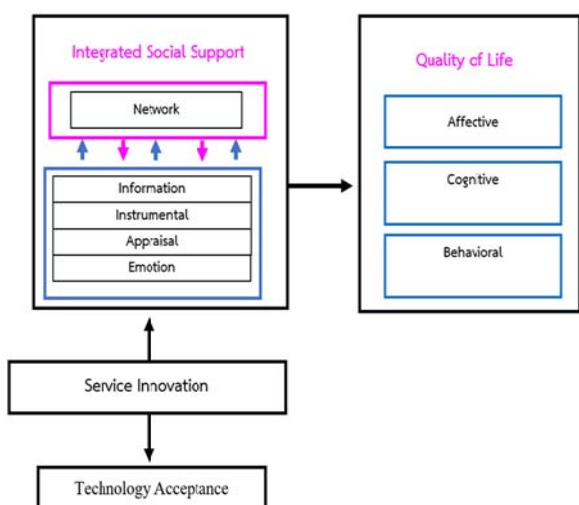 Integrated Social Support
Network
Information
Instrumental
Appraisal
Emotion
Quality of Life
Affective
Cognitive
Behavioral
Service Innovation
Technology Acceptance